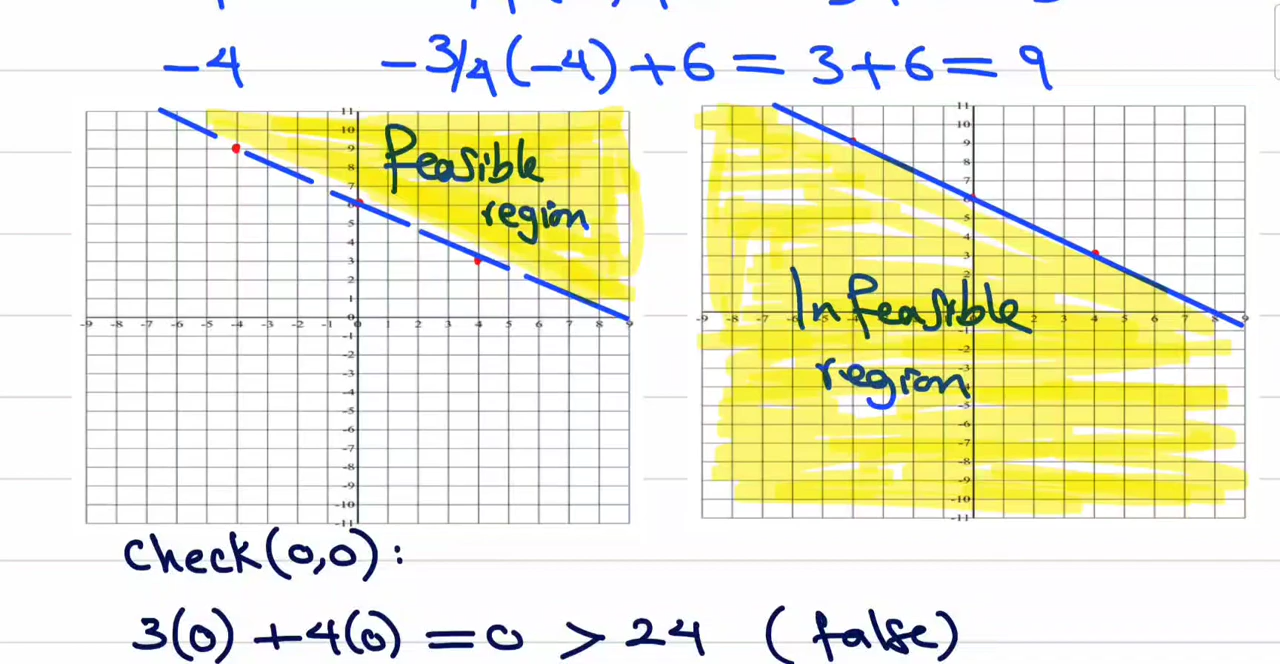 -4 -3/4(-4)+6=3+6=9
feasible
region
Infeasible
region
Check(0,0):
3(0)+4(0)=0>24 (false)